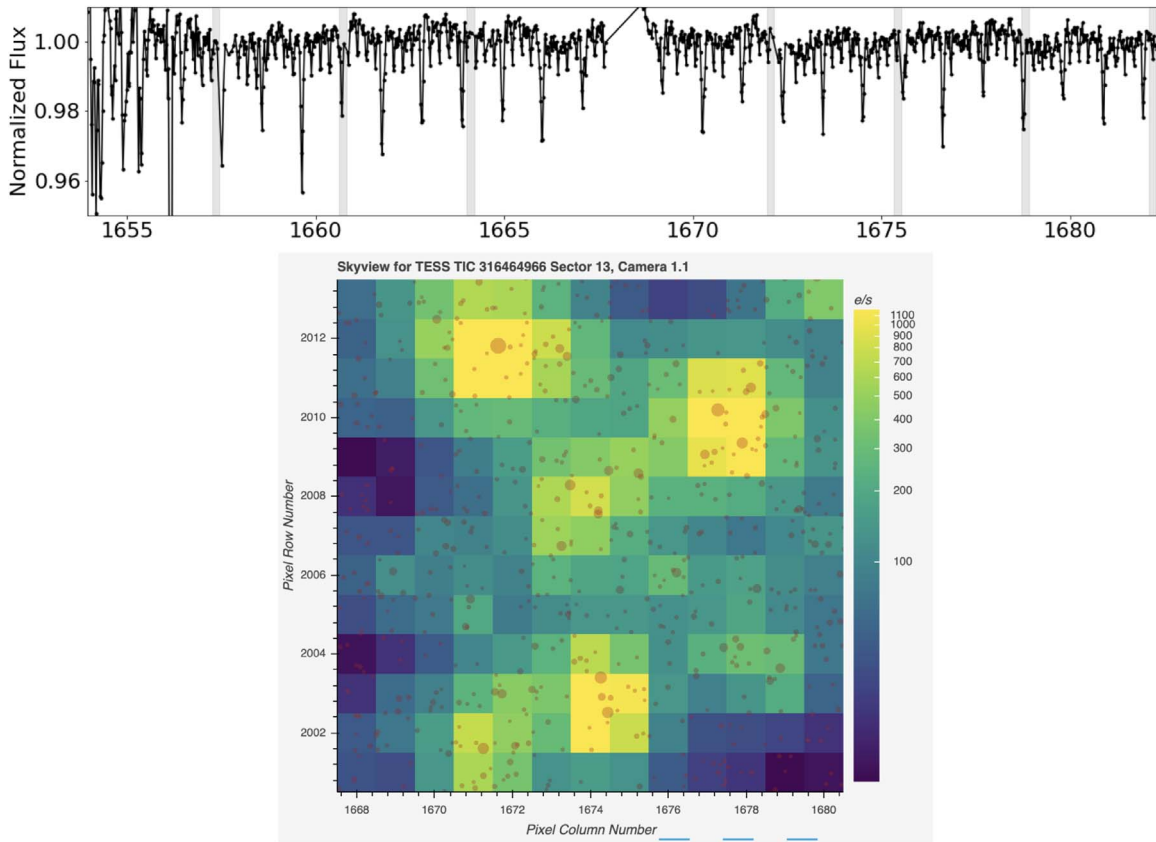 Normalized Flux
1.00
0.98
0.96
1655 1660 1665 1670 1675 1680
Skyview for TESS TIC 316464966 Sector 13, Camera 1.1
e/s
1100
1000
900
800
700
600
500
400
300
200
100
Pixel Row Number
2012
2010
2008
2006
2004
2002
1668 1670 1672 1674 1676 1678 1680
Pixel Column Number